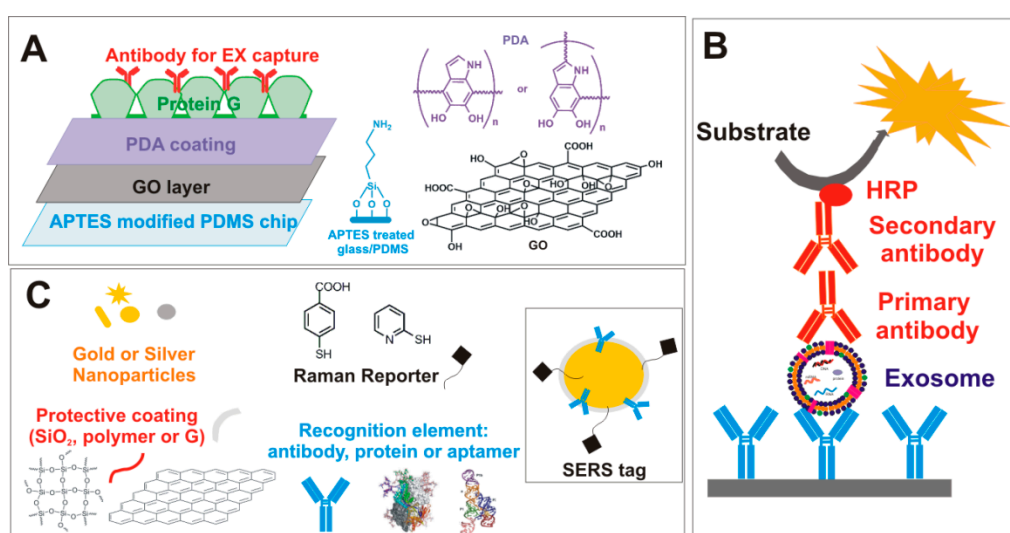 A
Antibody for EX capture
Protein G
PDA coating
GO layer
APTES modified PDMS chip
NH₂
Si
O O O
APTES treated
glass/PDMS
PDA
NH
HO OH
n
or
NH
HO OH
n
COOH
HO
O
OH
HOOC
COOH
OH
COOH
GO
B
Substrate
HRP
Secondary
antibody
Primary
antibody
Exosome
C
Gold or Silver
Nanoparticles
COOH
SH
N
SH
Raman Reporter
Protective coating
(SiO₂, polymer or G)
Recognition element:
antibody, protein or aptamer
SERS tag